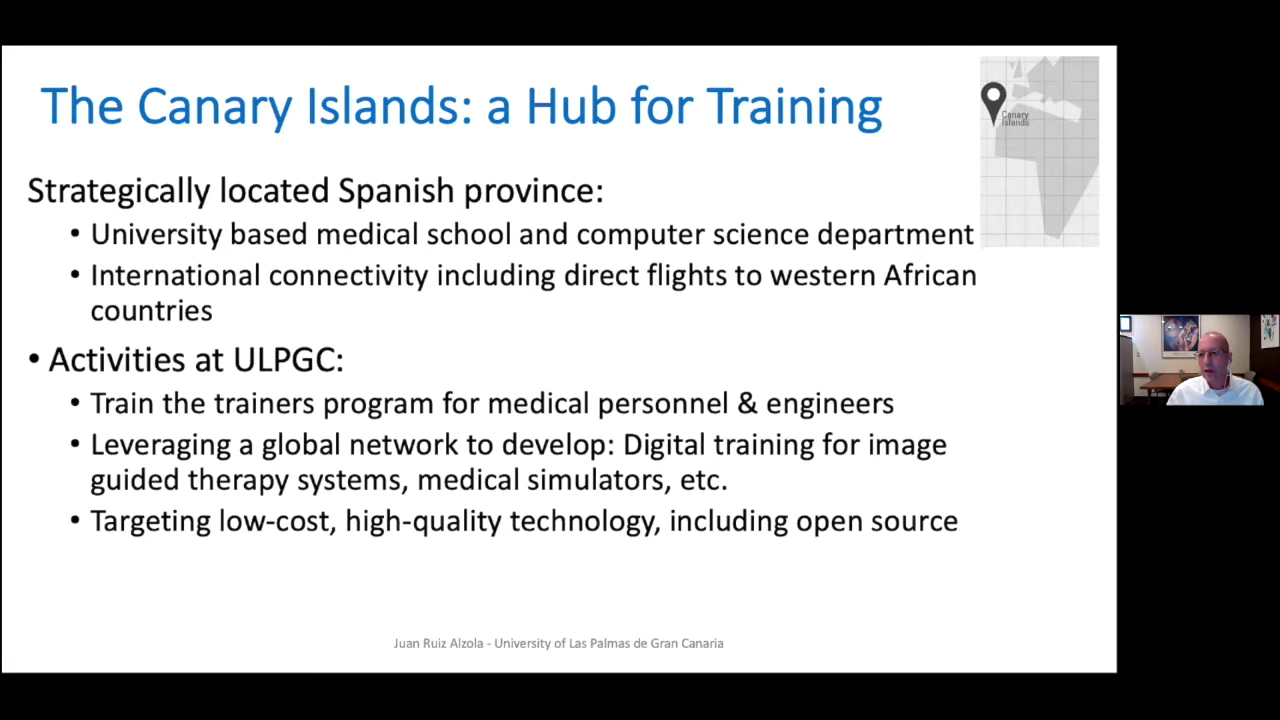 The Canary Islands: a Hub for Training
Canary
Islands
Strategically located Spanish province:
• University based medical school and computer science department
• International connectivity including direct flights to western African
countries
• Activities at ULPGC:
• Train the trainers program for medical personnel & engineers
• Leveraging a global network to develop: Digital training for image
guided therapy systems, medical simulators, etc.
• Targeting low-cost, high-quality technology, including open source
Juan Ruiz Alzola - University of Las Palmas de Gran Canaria